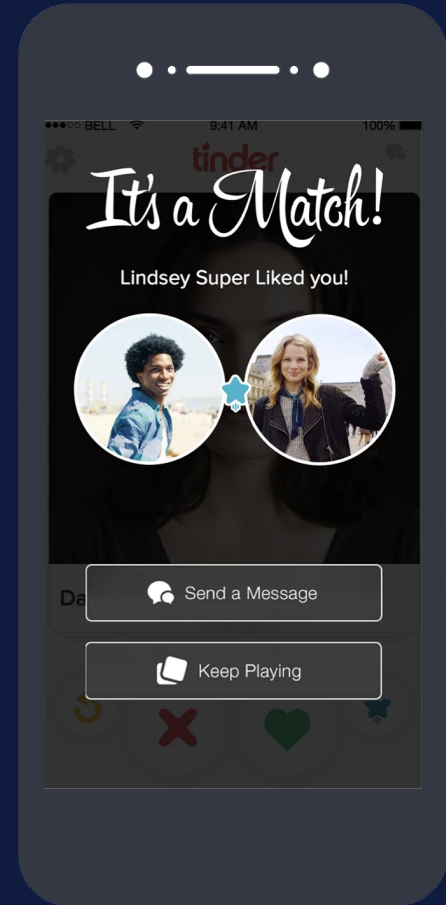 BELL 9:41 AM 100%
tinder
It's a Match!
Lindsey Super Liked you!
Da
Send a Message
Keep Playing